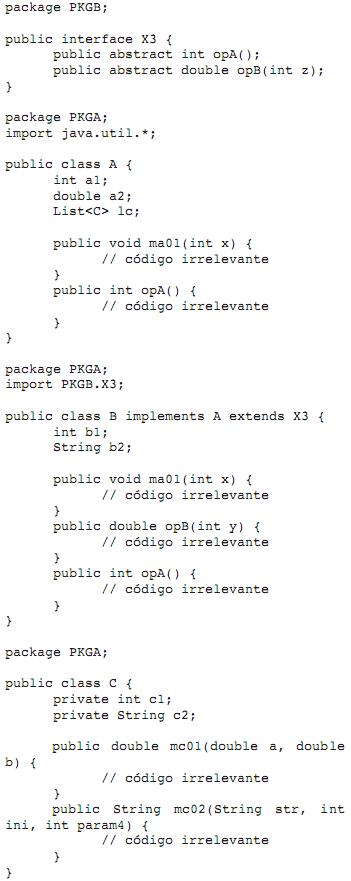 package PKGB;
public interface X3 {
public abstract int opA();
public abstract double opB(int z);
}
package PKGA;
import java.util.*;
public class A {
int a1;
double a2;
List<C> lc;
public void ma01(int x) {
// código irrelevante
}
public int opA() {
// código irrelevante
}
}
package PKGA;
import PKGB.X3;
public class B implements A extends X3 {
int b1;
String b2;
public void ma01(int x) {
// código irrelevante
}
public double opB(int y) {
// código irrelevante
}
public int opA() {
// código irrelevante
}
}
package PKGA;
public class C {
private int c1;
private String c2;
public double mc01(double a, double
b) {
// código irrelevante
}
public String mc02(String str, int
ini, int param4) {
// código irrelevante
}
}